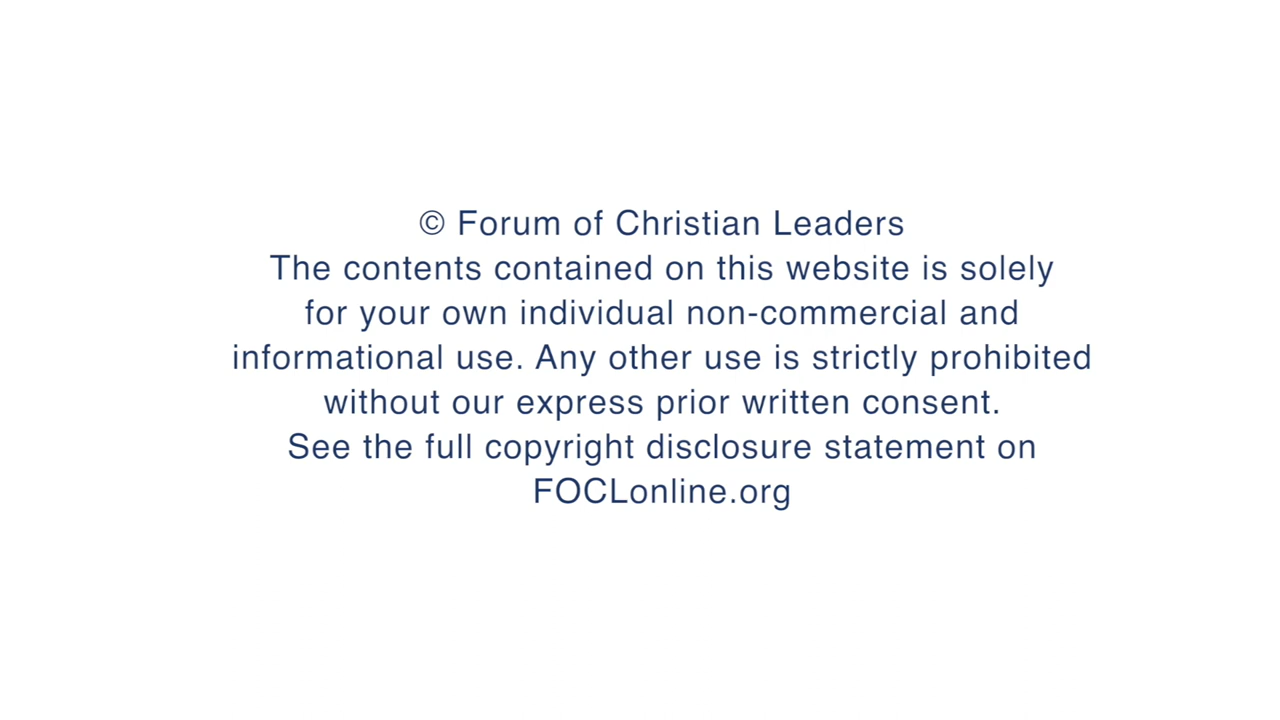 © Forum of Christian Leaders
The contents contained on this website is solely
for your own individual non-commercial and
informational use. Any other use is strictly prohibited
without our express prior written consent.
See the full copyright disclosure statement on
FOCLonline.org